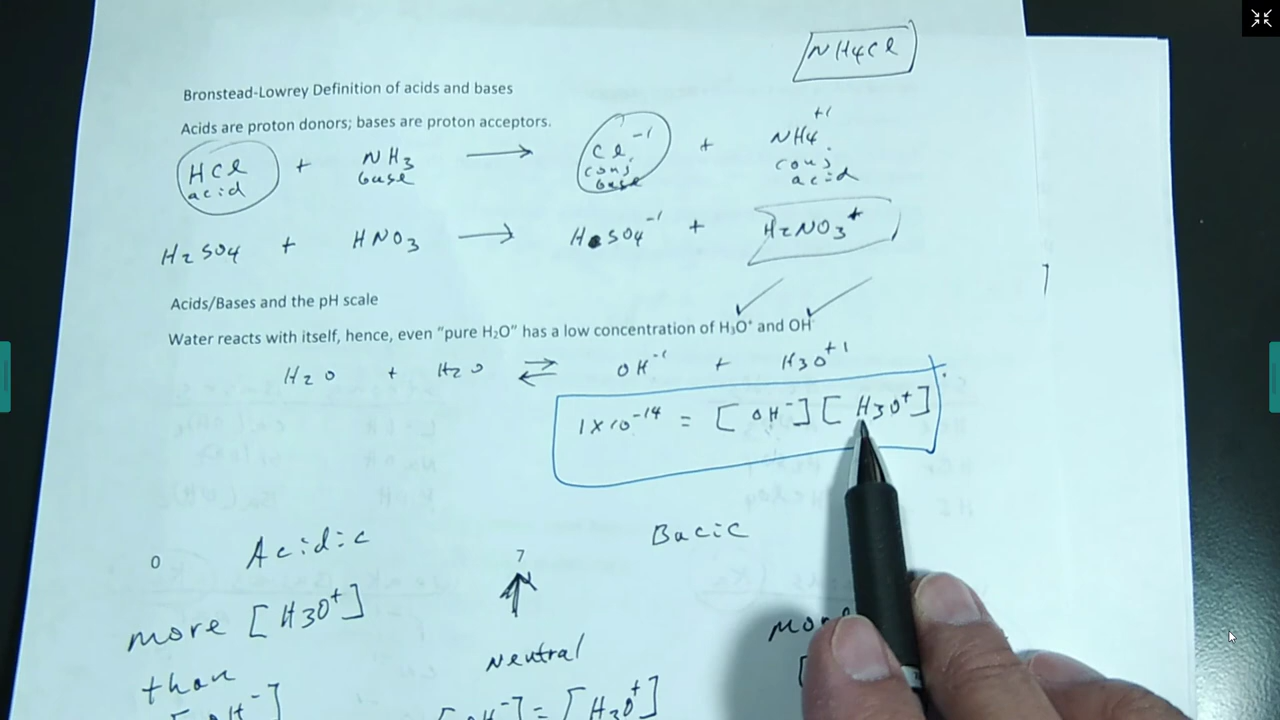 NH4Cl
Bronstead-Lowrey Definition of acids and bases
Acids are proton donors; bases are proton acceptors.
HCl + NH3 → Cl⁻¹ + NH4⁺¹
acid base conj base conj acid
H2SO4 + HNO3 → HSO4⁻¹ + H2NO3⁺
Acids/Bases and the pH scale
Water reacts with itself, hence, even “pure H₂O” has a low concentration of H₃O⁺ and OH
H2O + H2O ⇌ OH⁻¹ + H3O⁺¹
1x10⁻¹⁴ = [OH⁻][H3O⁺]
0 Acidic 7 Bacic
more [H3O⁺] Neutral
than [OH⁻] = [H3O⁺]